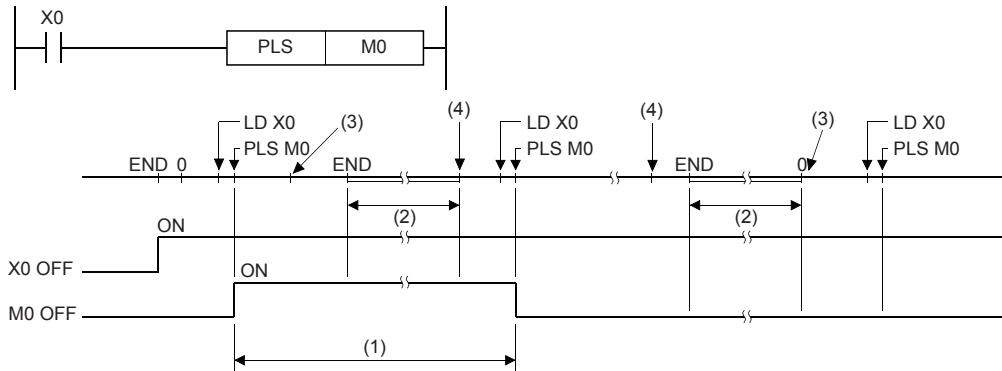 X0
PLS M0
LD X0 (3) (4) LD X0 (4) (3) LD X0
END 0 PLS M0 END PLS M0 END 0 PLS M0
(2) (2)
ON
X0 OFF
ON
M0 OFF
(1)